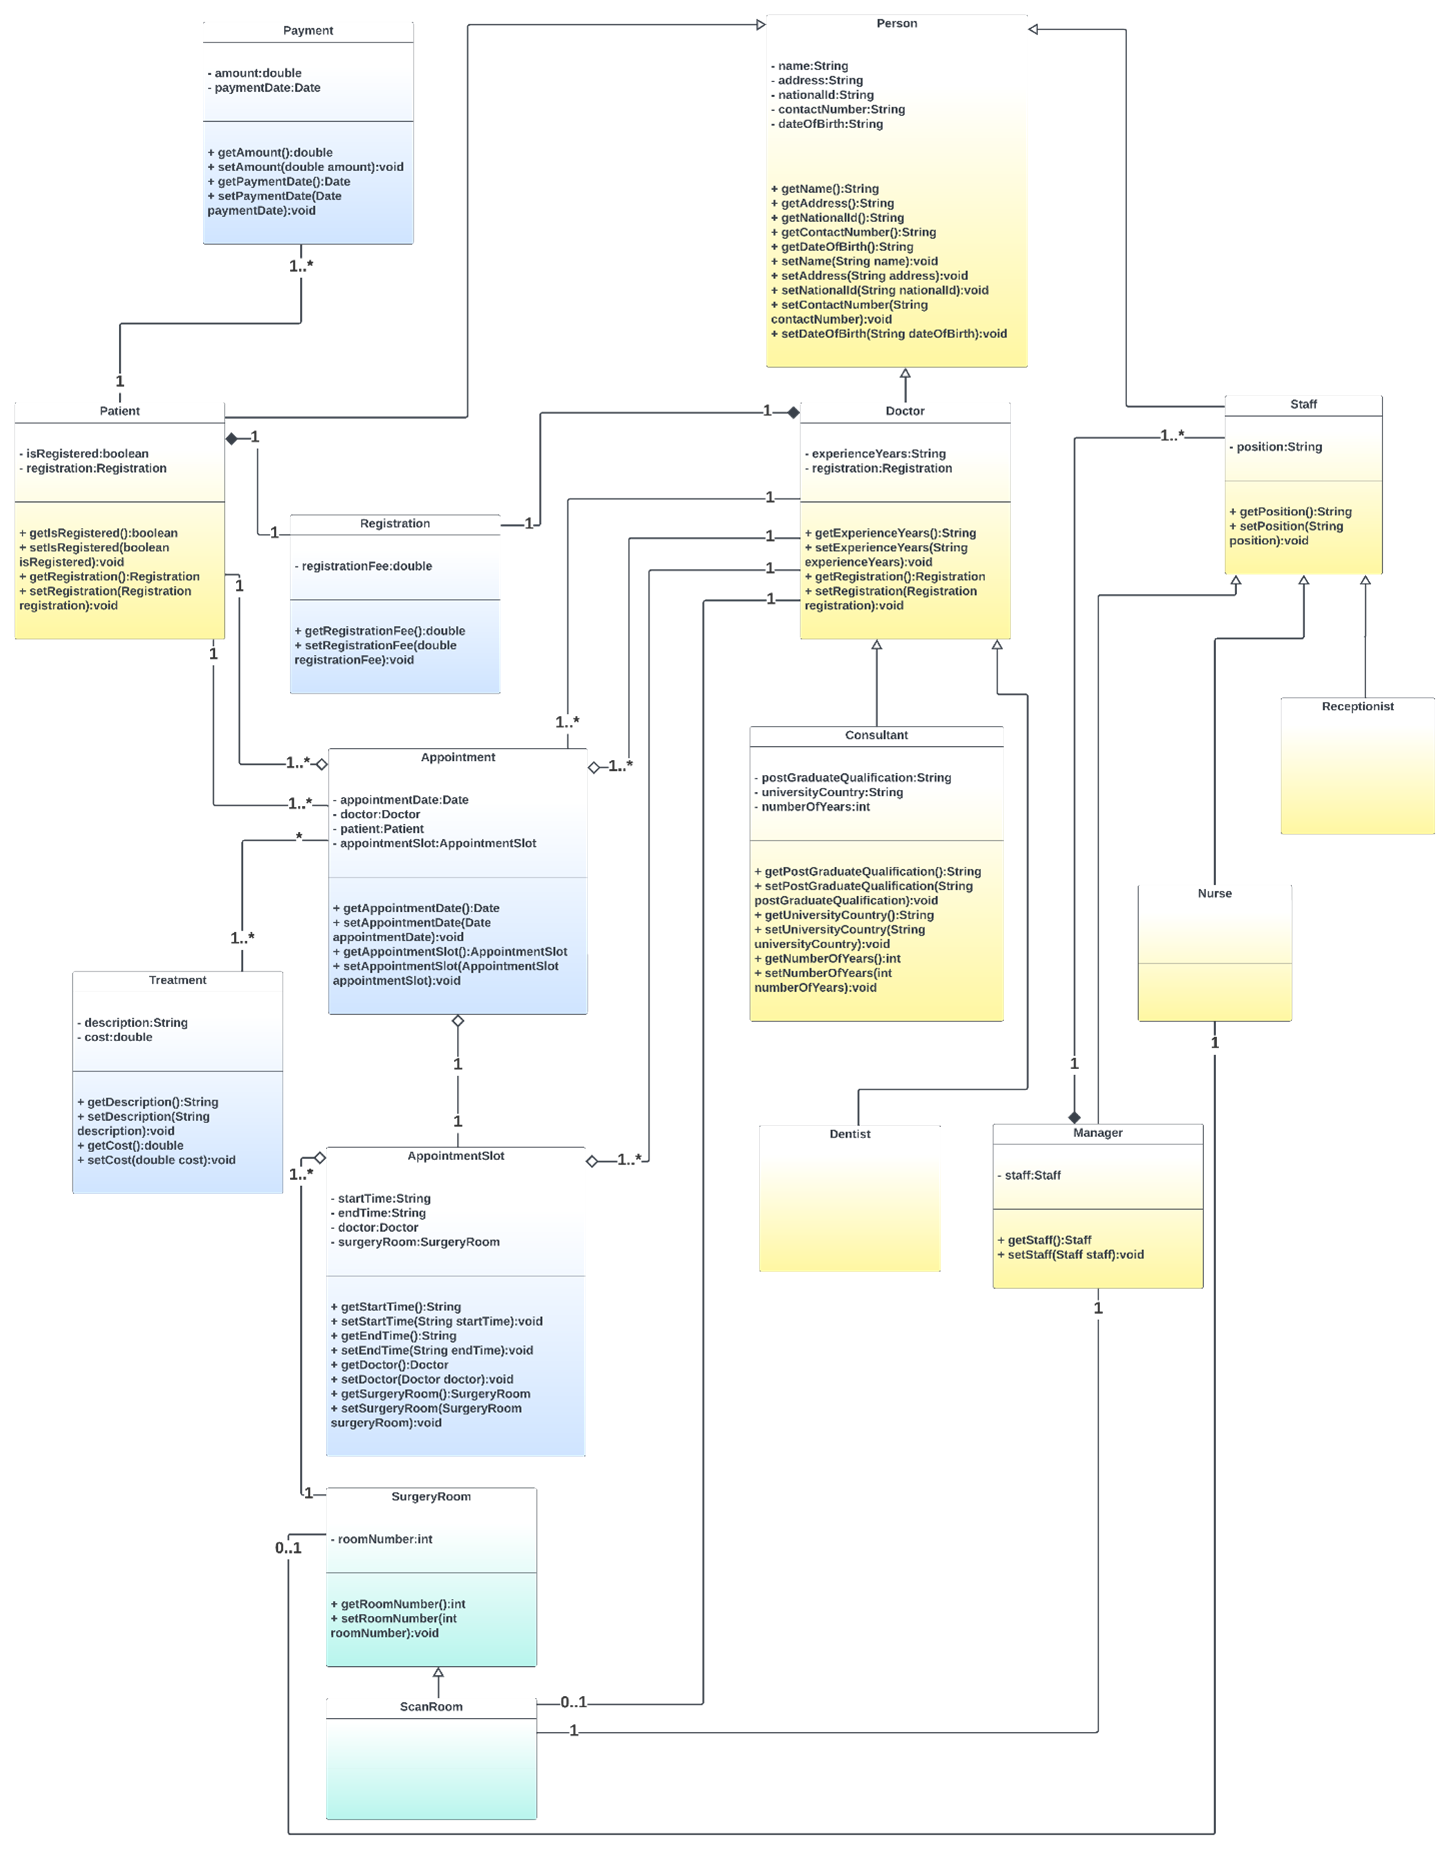 Payment
- amount:double
- paymentDate:Date
+ getAmount():double
+ setAmount(double amount):void
+ getPaymentDate():Date
+ setPaymentDate(Date
paymentDate):void
1..*
1
Person
- name:String
- address:String
- nationalId:String
- contactNumber:String
- dateOfBirth:String
+ getName():String
+ getAddress():String
+ getNationalId():String
+ getContactNumber():String
+ getDateOfBirth():String
+ setName(String name):void
+ setAddress(String address):void
+ setNationalId(String nationalId):void
+ setContactNumber(String
contactNumber):void
+ setDateOfBirth(String dateOfBirth):void
Patient
- isRegistered:boolean
- registration:Registration
+ getIsRegistered():boolean
+ setIsRegistered(boolean
isRegistered):void
+ getRegistration():Registration
+ setRegistration(Registration
registration):void
1
1
1
1
Registration
- registrationFee:double
+ getRegistrationFee():double
+ setRegistrationFee(double
registrationFee):void
1
1
Doctor
- experienceYears:String
- registration:Registration
+ getExperienceYears():String
+ setExperienceYears(String
experienceYears):void
+ getRegistration():Registration
+ setRegistration(Registration
registration):void
1
1
1
1
Staff
- position:String
+ getPosition():String
+ setPosition(String
position):void
1..*
Receptionist
Consultant
- postGraduateQualification:String
- universityCountry:String
- numberOfYears:int
+ getPostGraduateQualification():String
+ setPostGraduateQualification(String
postGraduateQualification):void
+ getUniversityCountry():String
+ setUniversityCountry(String
universityCountry):void
+ getNumberOfYears():int
+ setNumberOfYears(int
numberOfYears):void
1..*
1..*
1..*
1..*
*
Appointment
- appointmentDate:Date
- doctor:Doctor
- patient:Patient
- appointmentSlot:AppointmentSlot
+ getAppointmentDate():Date
+ setAppointmentDate(Date
appointmentDate):void
+ getAppointmentSlot():AppointmentSlot
+ setAppointmentSlot(AppointmentSlot
appointmentSlot):void
Nurse
1
1..*
Treatment
- description:String
- cost:double
+ getDescription():String
+ setDescription(String
description):void
+ getCost():double
+ setCost(double cost):void
1
1
1
Dentist
Manager
- staff:Staff
+ getStaff():Staff
+ setStaff(Staff staff):void
1
1..*
1..*
AppointmentSlot
- startTime:String
- endTime:String
- doctor:Doctor
- surgeryRoom:SurgeryRoom
+ getStartTime():String
+ setStartTime(String startTime):void
+ getEndTime():String
+ setEndTime(String endTime):void
+ getDoctor():Doctor
+ setDoctor(Doctor doctor):void
+ getSurgeryRoom():SurgeryRoom
+ setSurgeryRoom(SurgeryRoom
surgeryRoom):void
1
0..1
SurgeryRoom
- roomNumber:int
+ getRoomNumber():int
+ setRoomNumber(int
roomNumber):void
ScanRoom
0..1
1